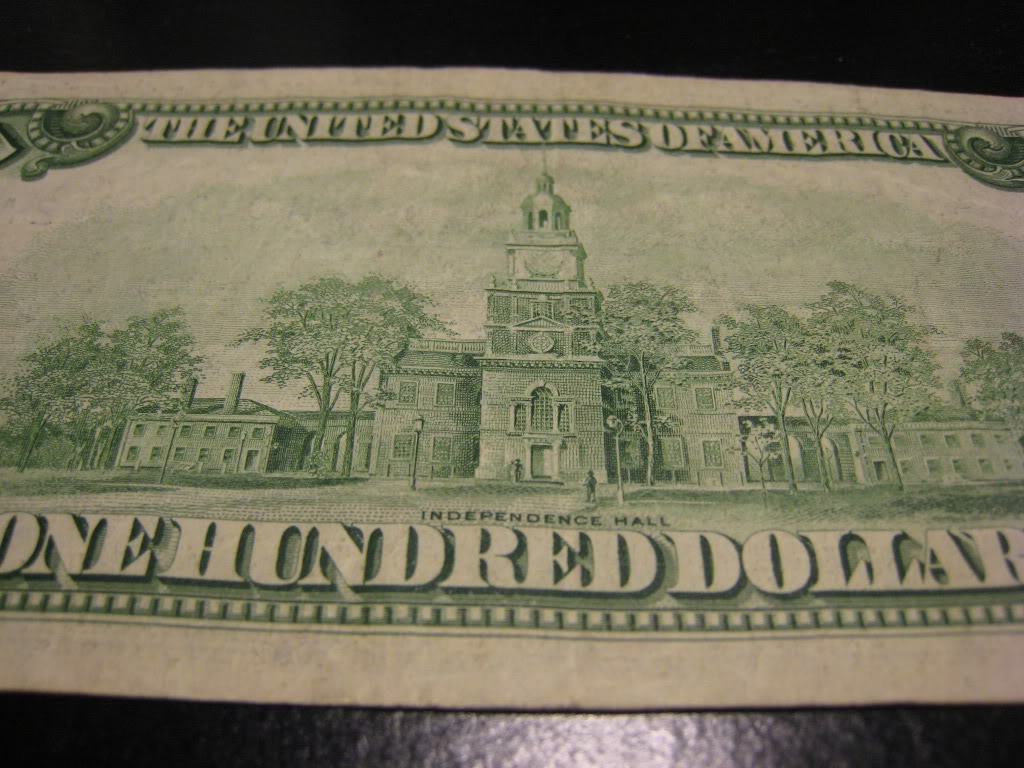 THE UNITED STATES OF AMERICA
INDEPENDENCE HALL
ONE HUNDRED DOLLAR